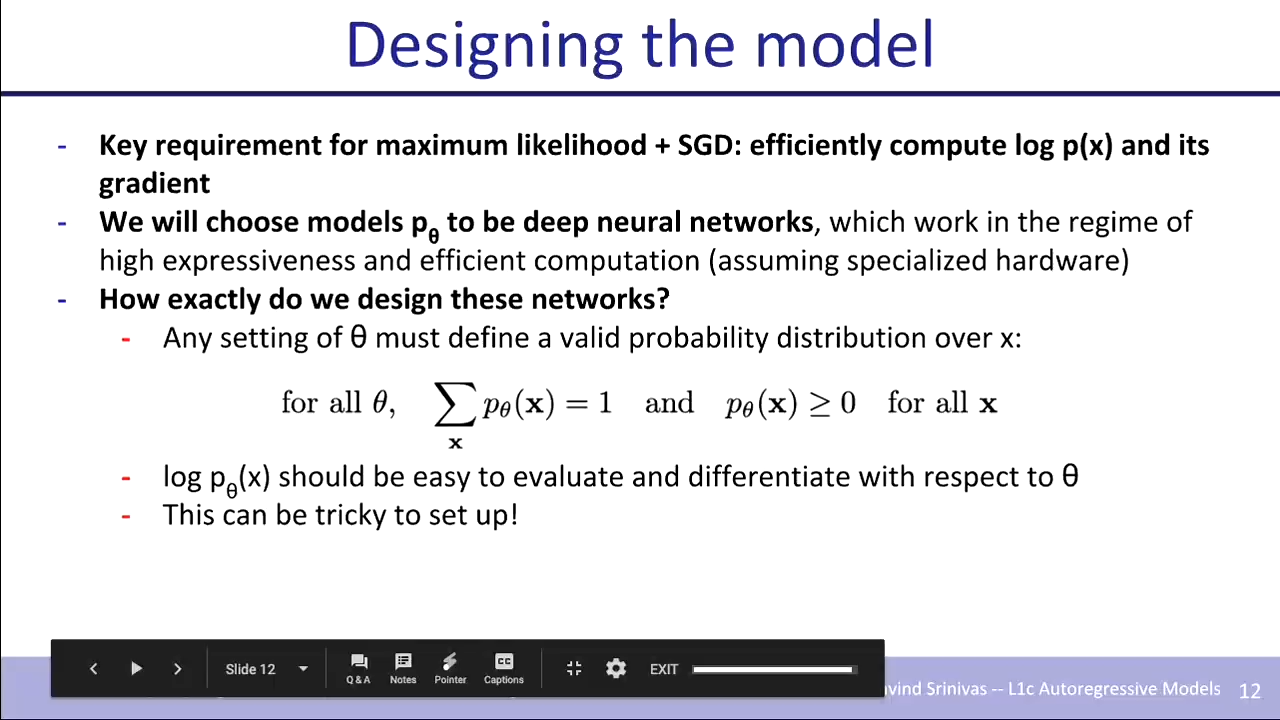 Designing the model
- Key requirement for maximum likelihood + SGD: efficiently compute log p(x) and its
gradient
- We will choose models pθ to be deep neural networks, which work in the regime of
high expressiveness and efficient computation (assuming specialized hardware)
- How exactly do we design these networks?
- Any setting of θ must define a valid probability distribution over x:
for all θ, ∑x pθ(x) = 1 and pθ(x) ≥ 0 for all x
- log pθ(x) should be easy to evaluate and differentiate with respect to θ
- This can be tricky to set up!
Slide 12 Q & A Notes Pointer CC Captions EXIT
Srinivas -- L1c Autoregressive Models 12